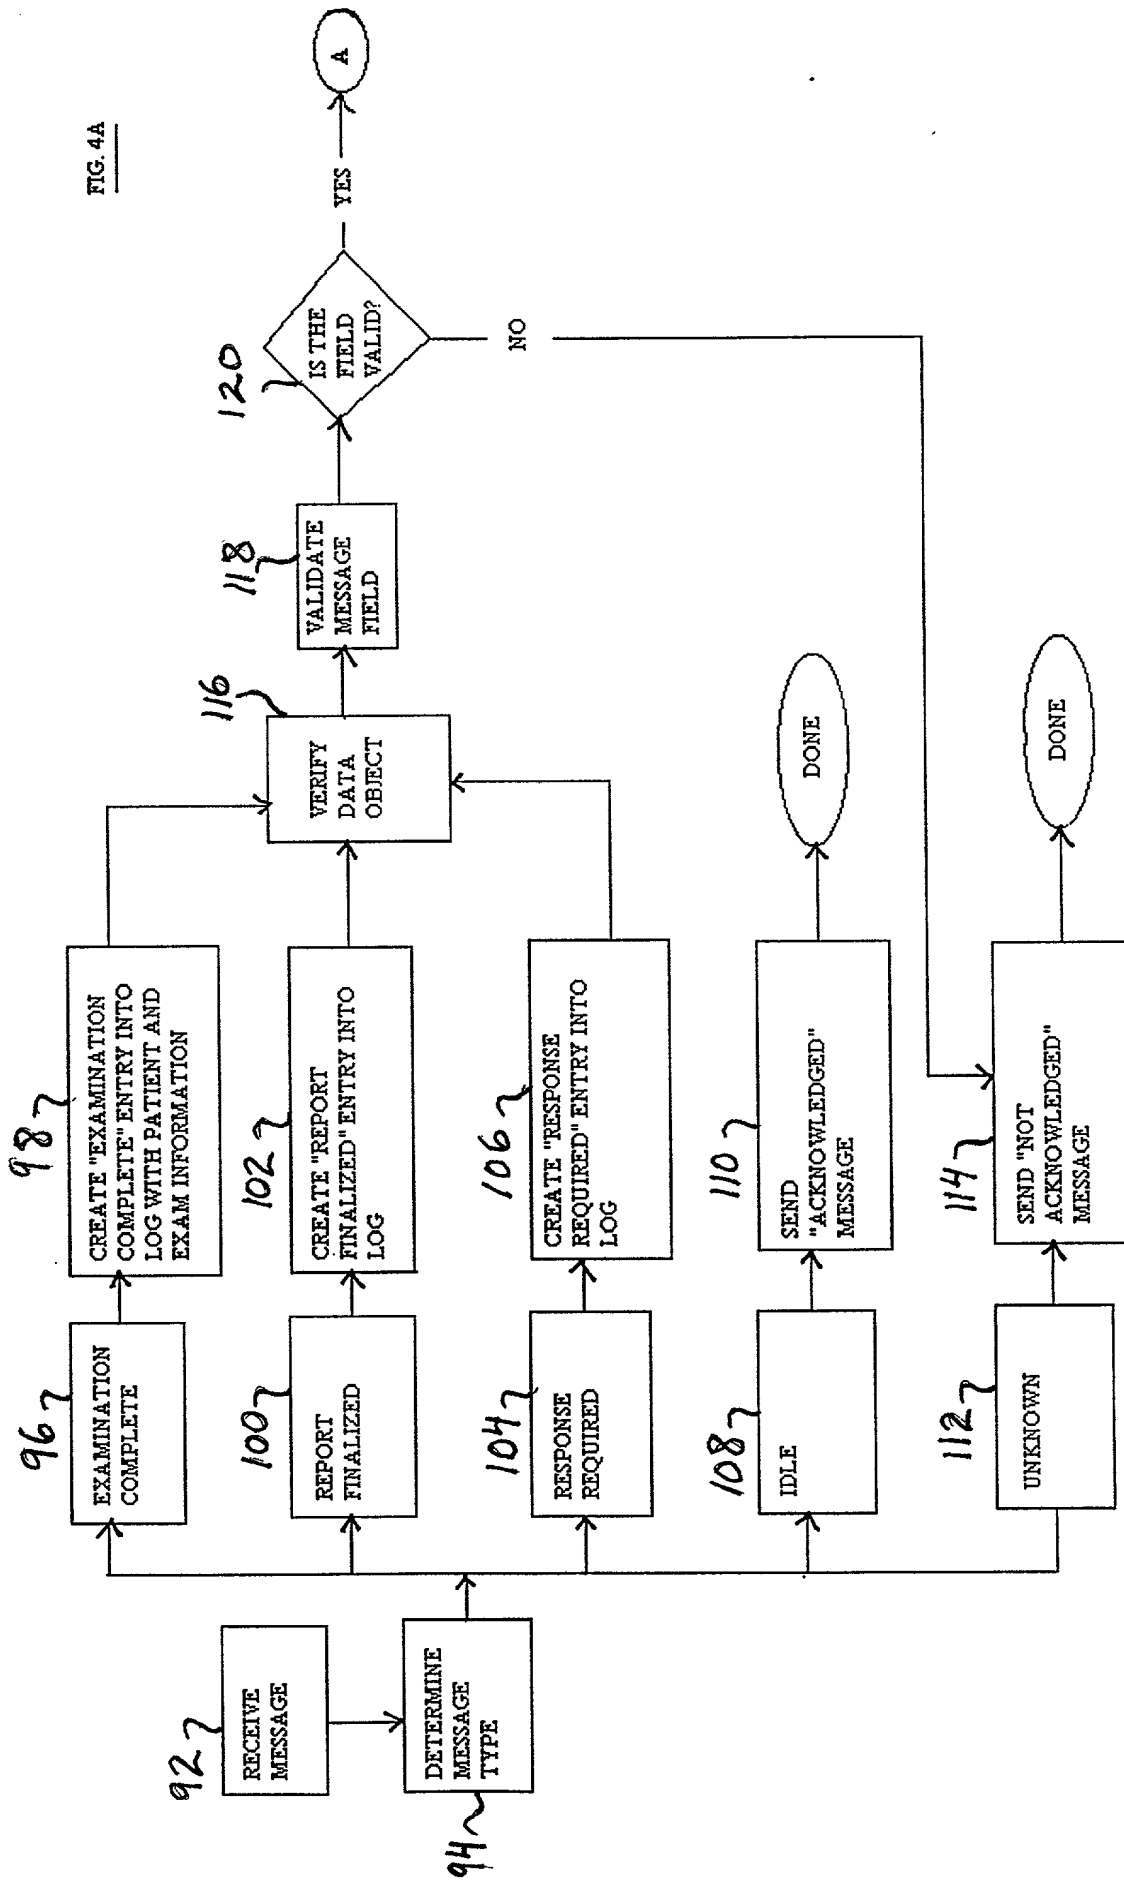 FIG. 4A
92
RECEIVE
MESSAGE
94
DETERMINE
MESSAGE
TYPE
96
EXAMINATION
COMPLETE
98
CREATE "EXAMINATION
COMPLETE" ENTRY INTO
LOG WITH PATIENT AND
EXAM INFORMATION
100
REPORT
FINALIZED
102
CREATE "REPORT
FINALIZED" ENTRY INTO
LOG
104
RESPONSE
REQUIRED
106
CREATE "RESPONSE
REQUIRED" ENTRY INTO
LOG
108
IDLE
110
SEND
"ACKNOWLEDGED"
MESSAGE
DONE
112
UNKNOWN
114
SEND "NOT
ACKNOWLEDGED"
MESSAGE
DONE
116
VERIFY
DATA
OBJECT
118
VALIDATE
MESSAGE
FIELD
120
IS THE
FIELD
VALID?
YES
NO
A